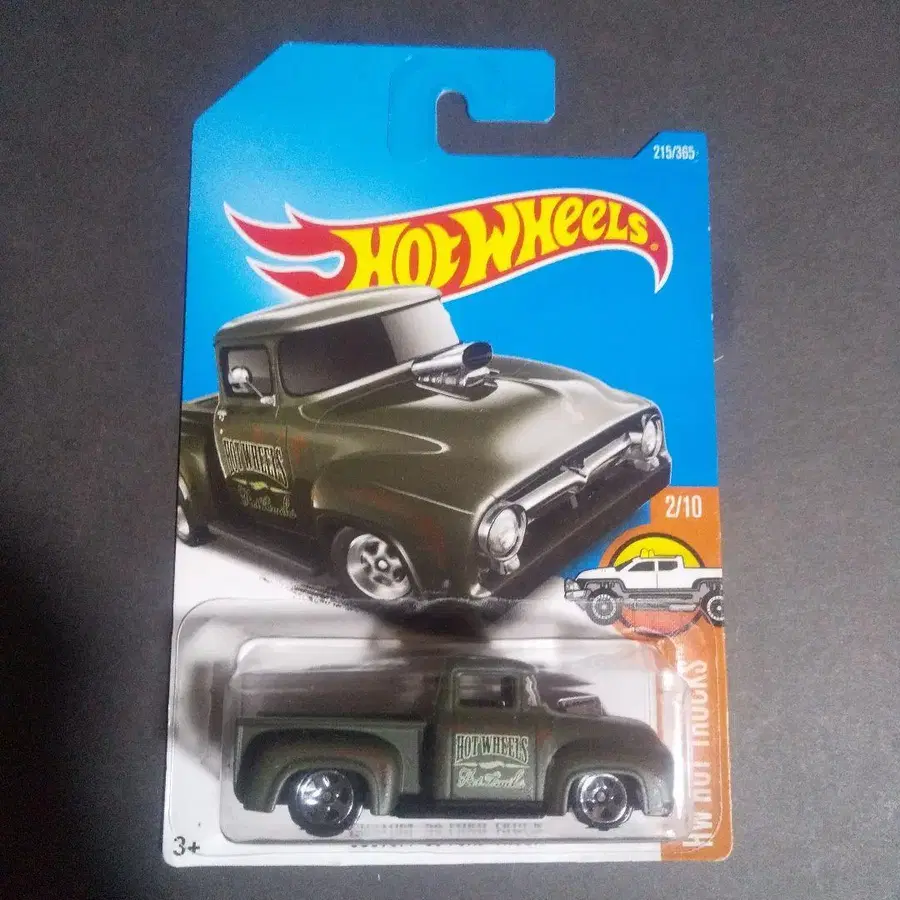 215/365
HOT WHEELS
HOT WHEELS
2/10
HW HOT TRUCKS
HOT WHEELS
3+